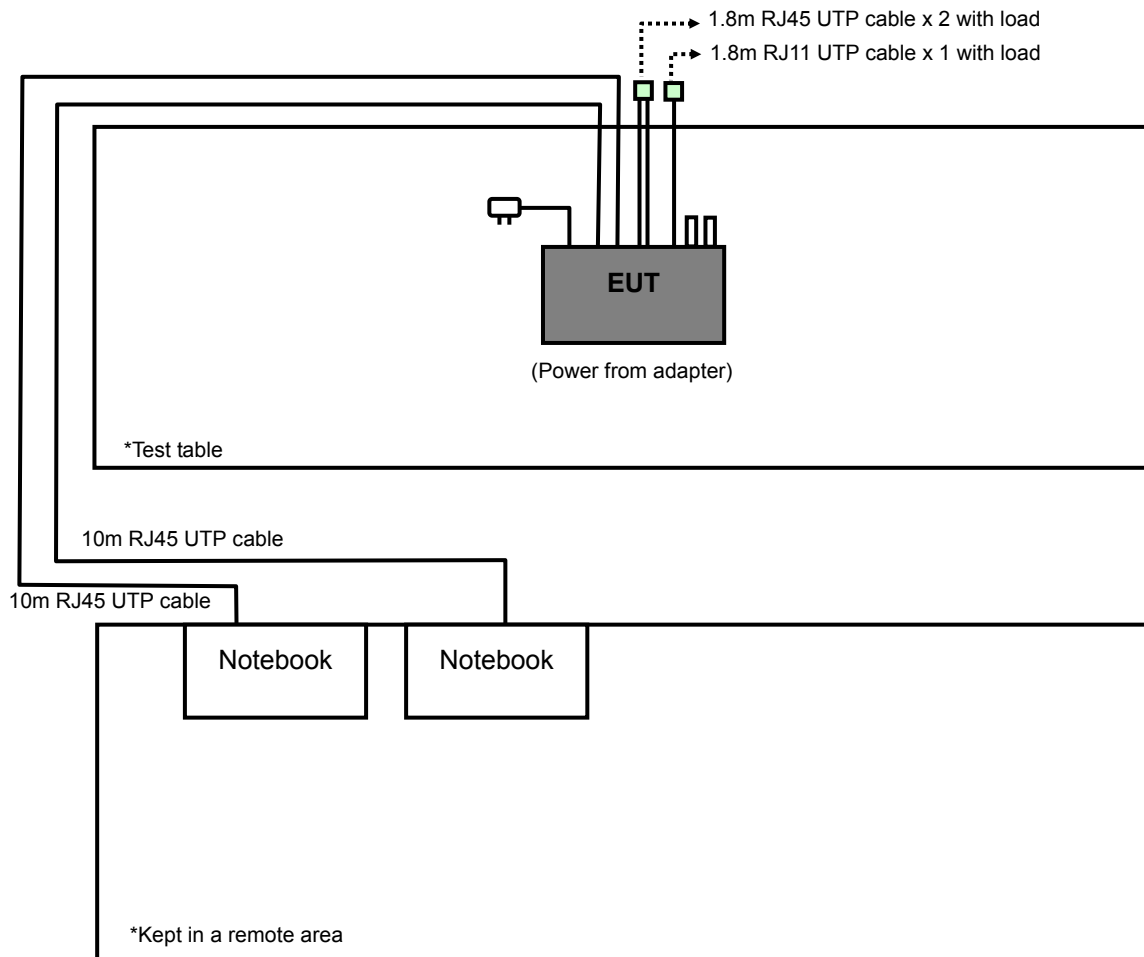 1.8m RJ45 UTP cable x 2 with load
1.8m RJ11 UTP cable x 1 with load
EUT
(Power from adapter)
*Test table
10m RJ45 UTP cable
10m RJ45 UTP cable
Notebook
Notebook
*Kept in a remote area